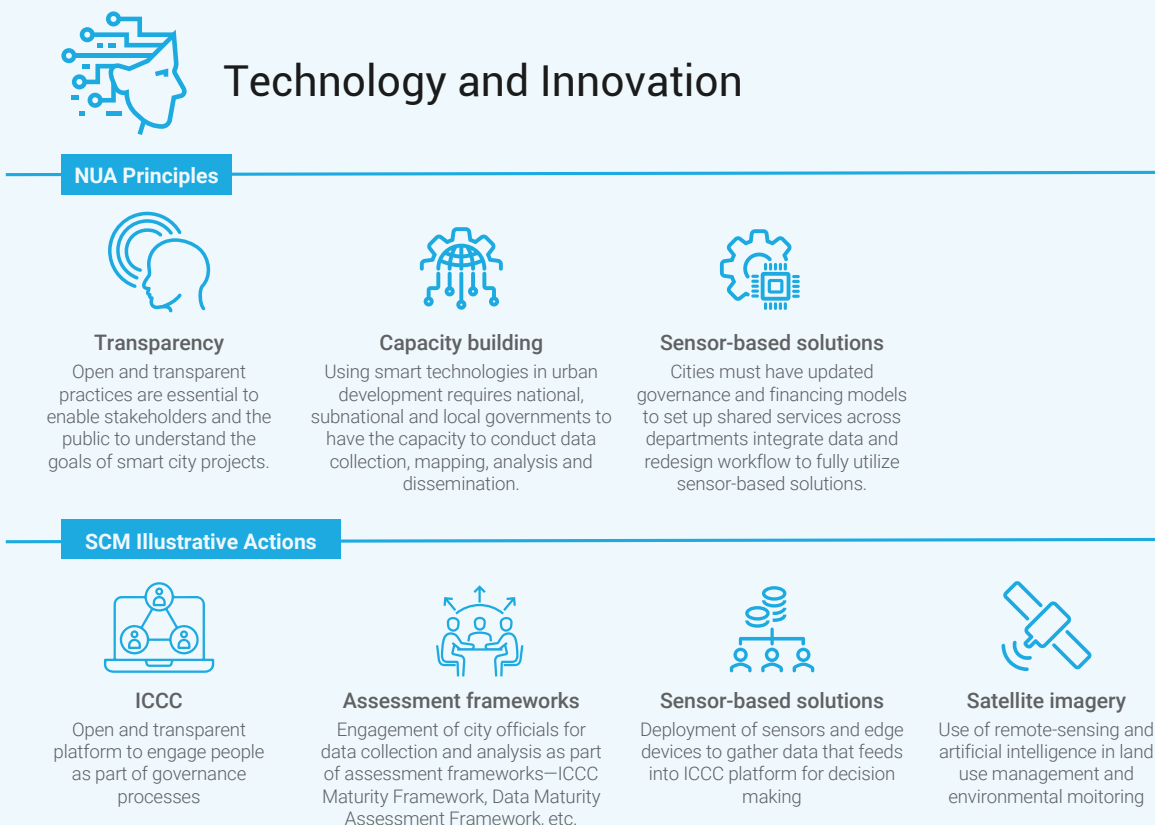 Technology and Innovation
NUA Principles
Transparency
Open and transparent
practices are essential to
enable stakeholders and the
public to understand the
goals of smart city projects.
Capacity building
Using smart technologies in urban
development requires national,
subnational and local governments to
have the capacity to conduct data
collection, mapping, analysis and
dissemination.
Sensor-based solutions
Cities must have updated
governance and financing models
to set up shared services across
departments integrate data and
redesign workflow to fully utilize
sensor-based solutions.
SCM Illustrative Actions
ICCC
Open and transparent
platform to engage people
as part of governance
processes
Assessment frameworks
Engagement of city officials for
data collection and analysis as part
of assessment frameworks—ICCC
Maturity Framework, Data Maturity
Assessment Framework, etc.
Sensor-based solutions
Deployment of sensors and edge
devices to gather data that feeds
into ICCC platform for decision
making
Satellite imagery
Use of remote-sensing and
artificial intelligence in land
use management and
environmental moitoring